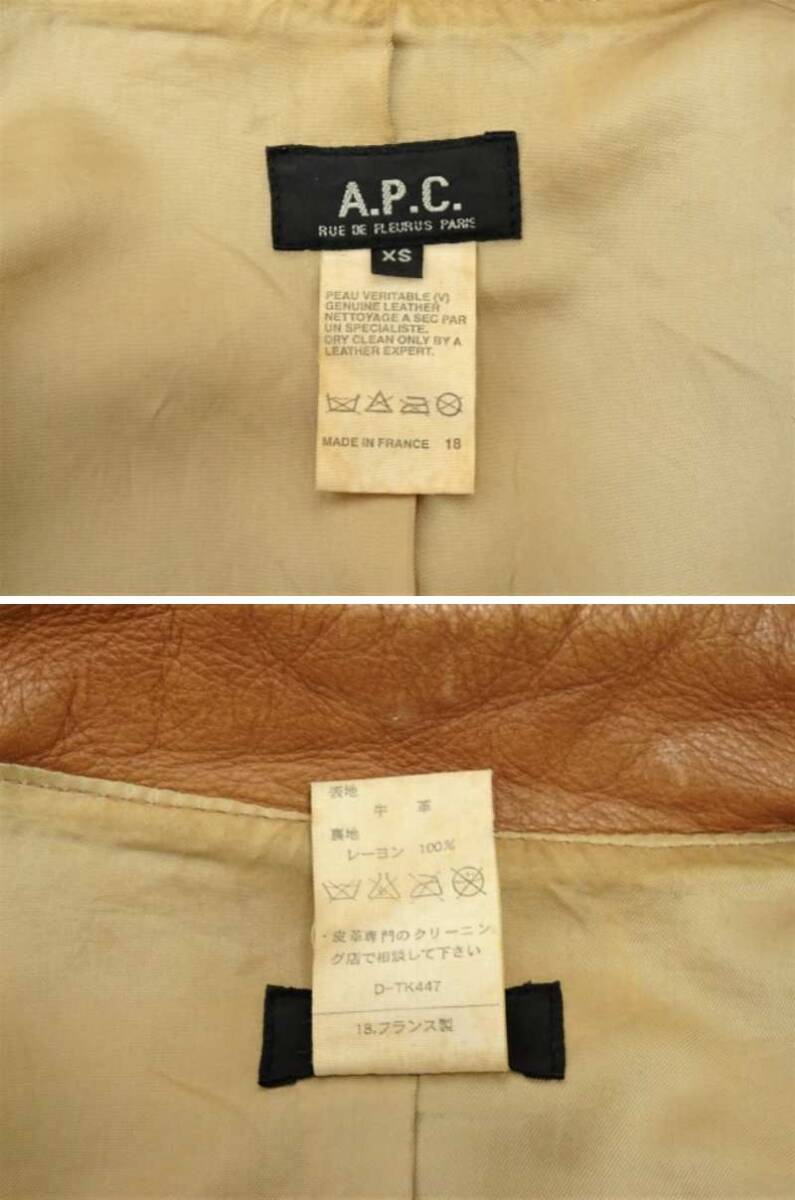 A.P.C.
RUE DE FLEURUS PARIS
XS
PEAU VERITABLE (V)
GENUINE LEATHER
NETTOYAGE A SEC PAR
UN SPECIALISTE.
DRY CLEAN ONLY BY A
LEATHER EXPERT.
MADE IN FRANCE 18
表地
牛 革
裏地
レーヨン 100%
・皮革専門のクリーニン
グ店で相談して下さい
D-TK447
18.フランス製